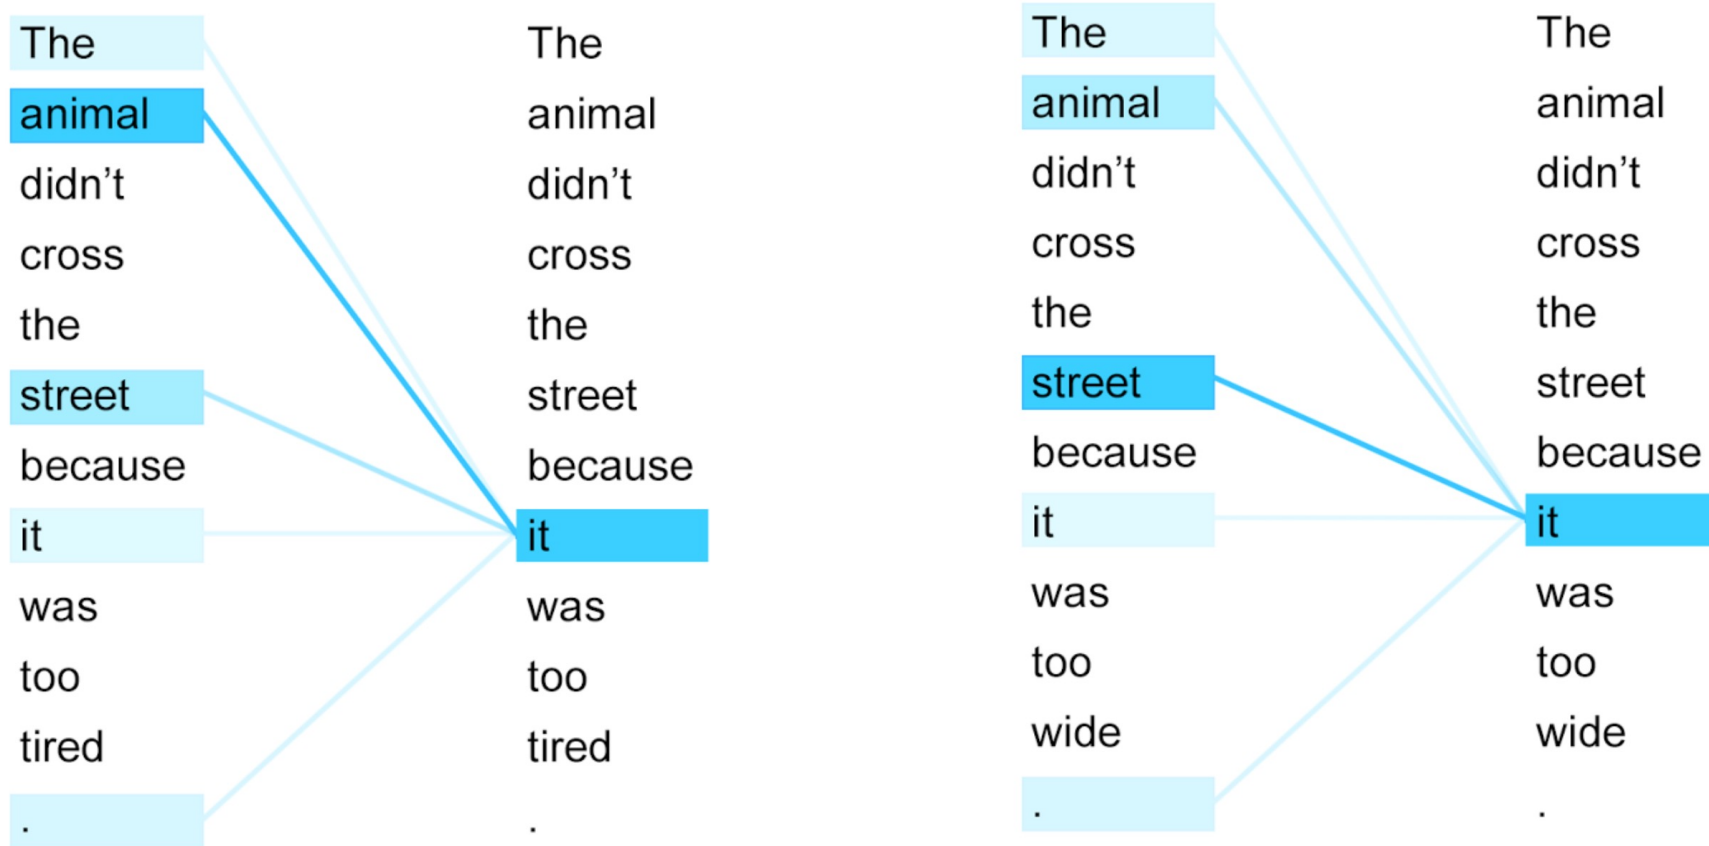 The
animal
didn’t
cross
the
street
because
it
was
too
tired
.
The
animal
didn’t
cross
the
street
because
it
was
too
tired
.
The
animal
didn’t
cross
the
street
because
it
was
too
wide
.
The
animal
didn’t
cross
the
street
because
it
was
too
wide
.